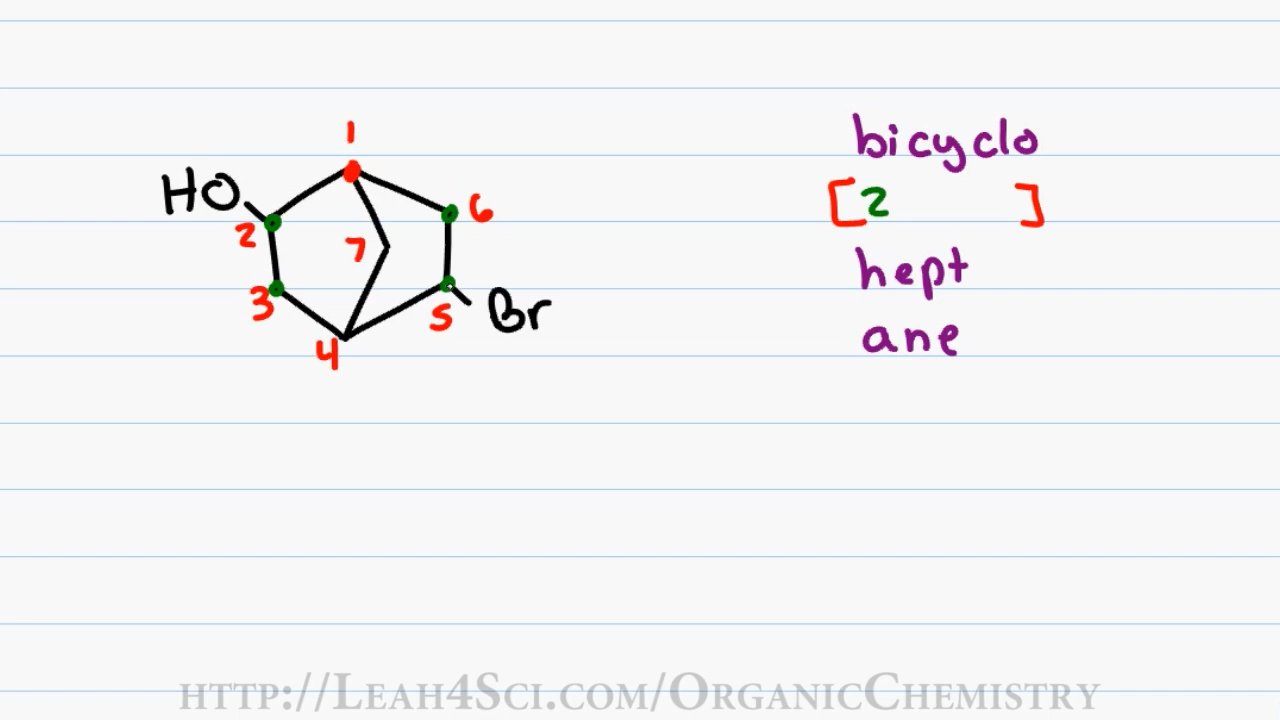 1
HO
2
3
4
7
6
5
Br
bicyclo
[2 ]
hept
ane
HTTP://LEAH4SCI.COM/ORGANICCHEMISTRY